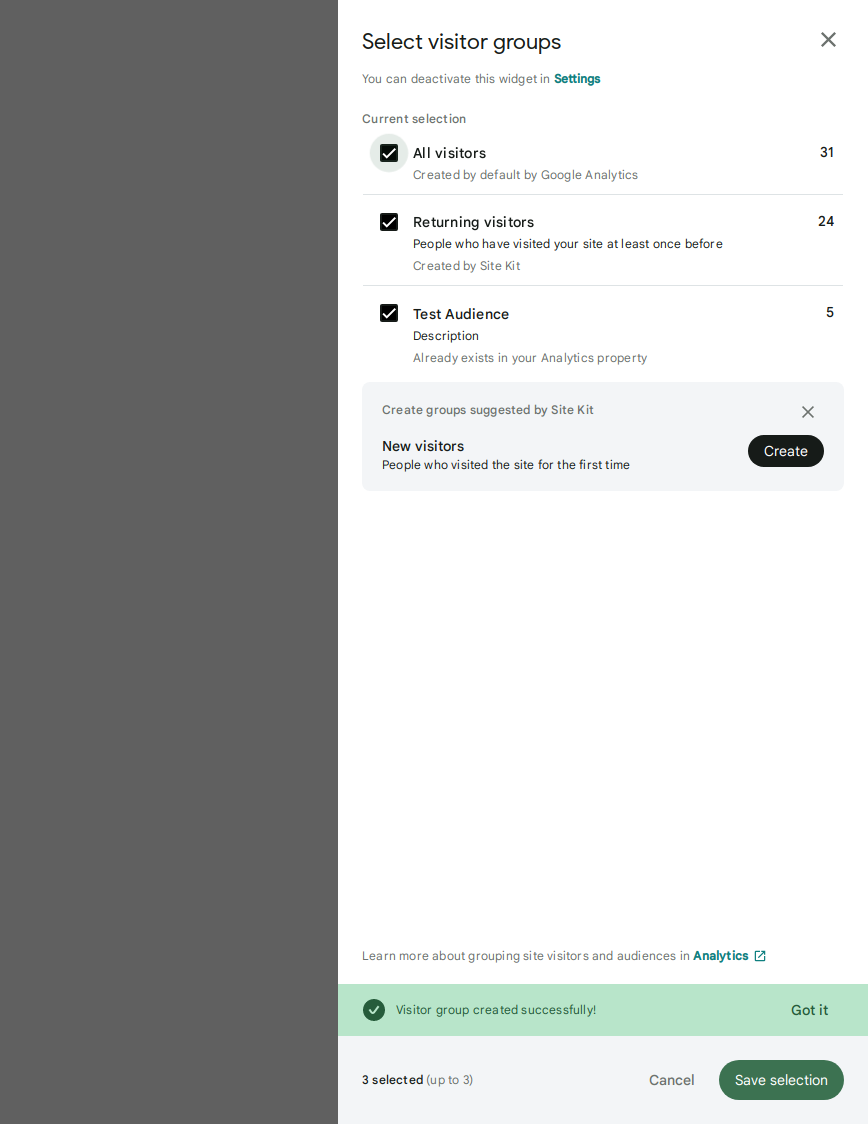 Select visitor groups
You can deactivate this widget in Settings
Current selection
All visitors 31
Created by default by Google Analytics
Returning visitors 24
People who have visited your site at least once before
Created by Site Kit
Test Audience 5
Description
Already exists in your Analytics property
Create groups suggested by Site Kit
New visitors
People who visited the site for the first time
Create
Learn more about grouping site visitors and audiences in Analytics
Visitor group created successfully! Got it
3 selected (up to 3) Cancel Save selection